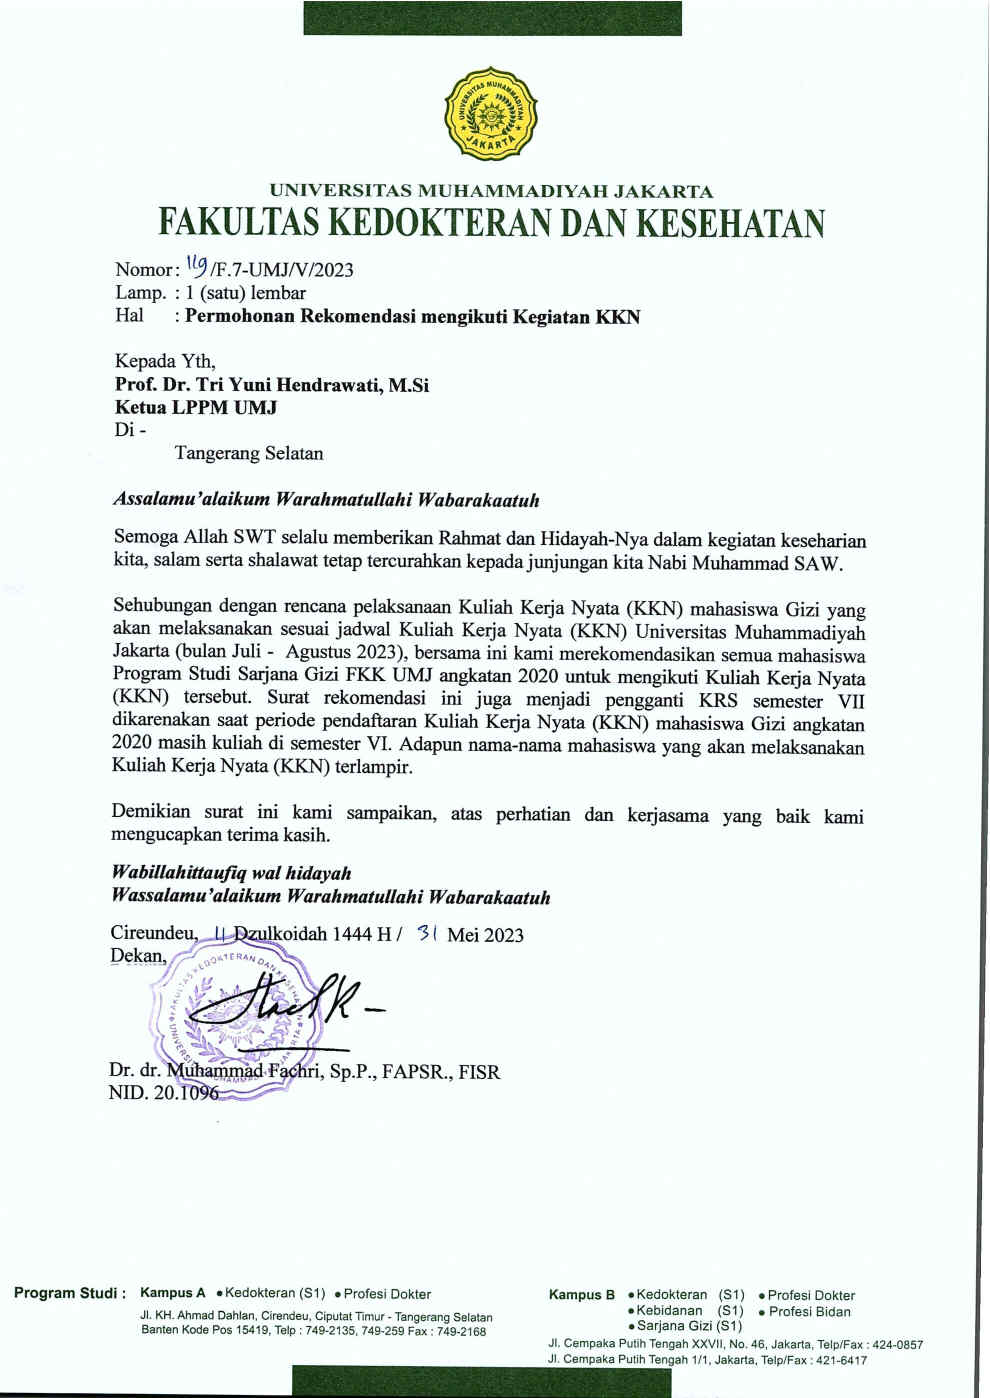 UNIVERSITAS MUHAMMADIYAH
JAKARTA
UNIVERSITAS MUHAMMADIYAH JAKARTA
FAKULTAS KEDOKTERAN DAN KESEHATAN
Nomor : 119/F.7-UMJ/V/2023
Lamp. : 1 (satu) lembar
Hal : Permohonan Rekomendasi mengikuti Kegiatan KKN
Kepada Yth,
Prof. Dr. Tri Yuni Hendrawati, M.Si
Ketua LPPM UMJ
Di -
Tangerang Selatan
Assalamu'alaikum Warahmatullahi Wabarakaatuh
Semoga Allah SWT selalu memberikan Rahmat dan Hidayah-Nya dalam kegiatan keseharian
kita, salam serta shalawat tetap tercurahkan kepada junjungan kita Nabi Muhammad SAW.
Sehubungan dengan rencana pelaksanaan Kuliah Kerja Nyata (KKN) mahasiswa Gizi yang
akan melaksanakan sesuai jadwal Kuliah Kerja Nyata (KKN) Universitas Muhammadiyah
Jakarta (bulan Juli - Agustus 2023), bersama ini kami merekomendasikan semua mahasiswa
Program Studi Sarjana Gizi FKK UMJ angkatan 2020 untuk mengikuti Kuliah Kerja Nyata
(KKN) tersebut. Surat rekomendasi ini juga menjadi pengganti KRS semester VII
dikarenakan saat periode pendaftaran Kuliah Kerja Nyata (KKN) mahasiswa Gizi angkatan
2020 masih kuliah di semester VI. Adapun nama-nama mahasiswa yang akan melaksanakan
Kuliah Kerja Nyata (KKN) terlampir.
Demikian surat ini kami sampaikan, atas perhatian dan kerjasama yang baik kami
mengucapkan terima kasih.
Wabillahittaufiq wal hidayah
Wassalamu'alaikum Warahmatullahi Wabarakaatuh
Cireundeu, 11 Dzulkoidah 1444 H / 31 Mei 2023
Dekan,
FAKULTAS KEDOKTERAN DAN KESEHATAN
UNIVERSITAS MUHAMMADIYAH JAKARTA
Dr. dr. Muhammad Fachri, Sp.P., FAPSR., FISR
NID. 20.1096
Program Studi : Kampus A • Kedokteran (S1) • Profesi Dokter
Jl. KH. Ahmad Dahlan, Cirendeu, Ciputat Timur - Tangerang Selatan
Banten Kode Pos 15419, Telp : 749-2135, 749-259 Fax : 749-2168
Kampus B • Kedokteran (S1) • Profesi Dokter
• Kebidanan (S1) • Profesi Bidan
• Sarjana Gizi (S1)
Jl. Cempaka Putih Tengah XXVII, No. 46, Jakarta, Telp/Fax : 424-0857
Jl. Cempaka Putih Tengah 1/1, Jakarta, Telp/Fax : 421-6417